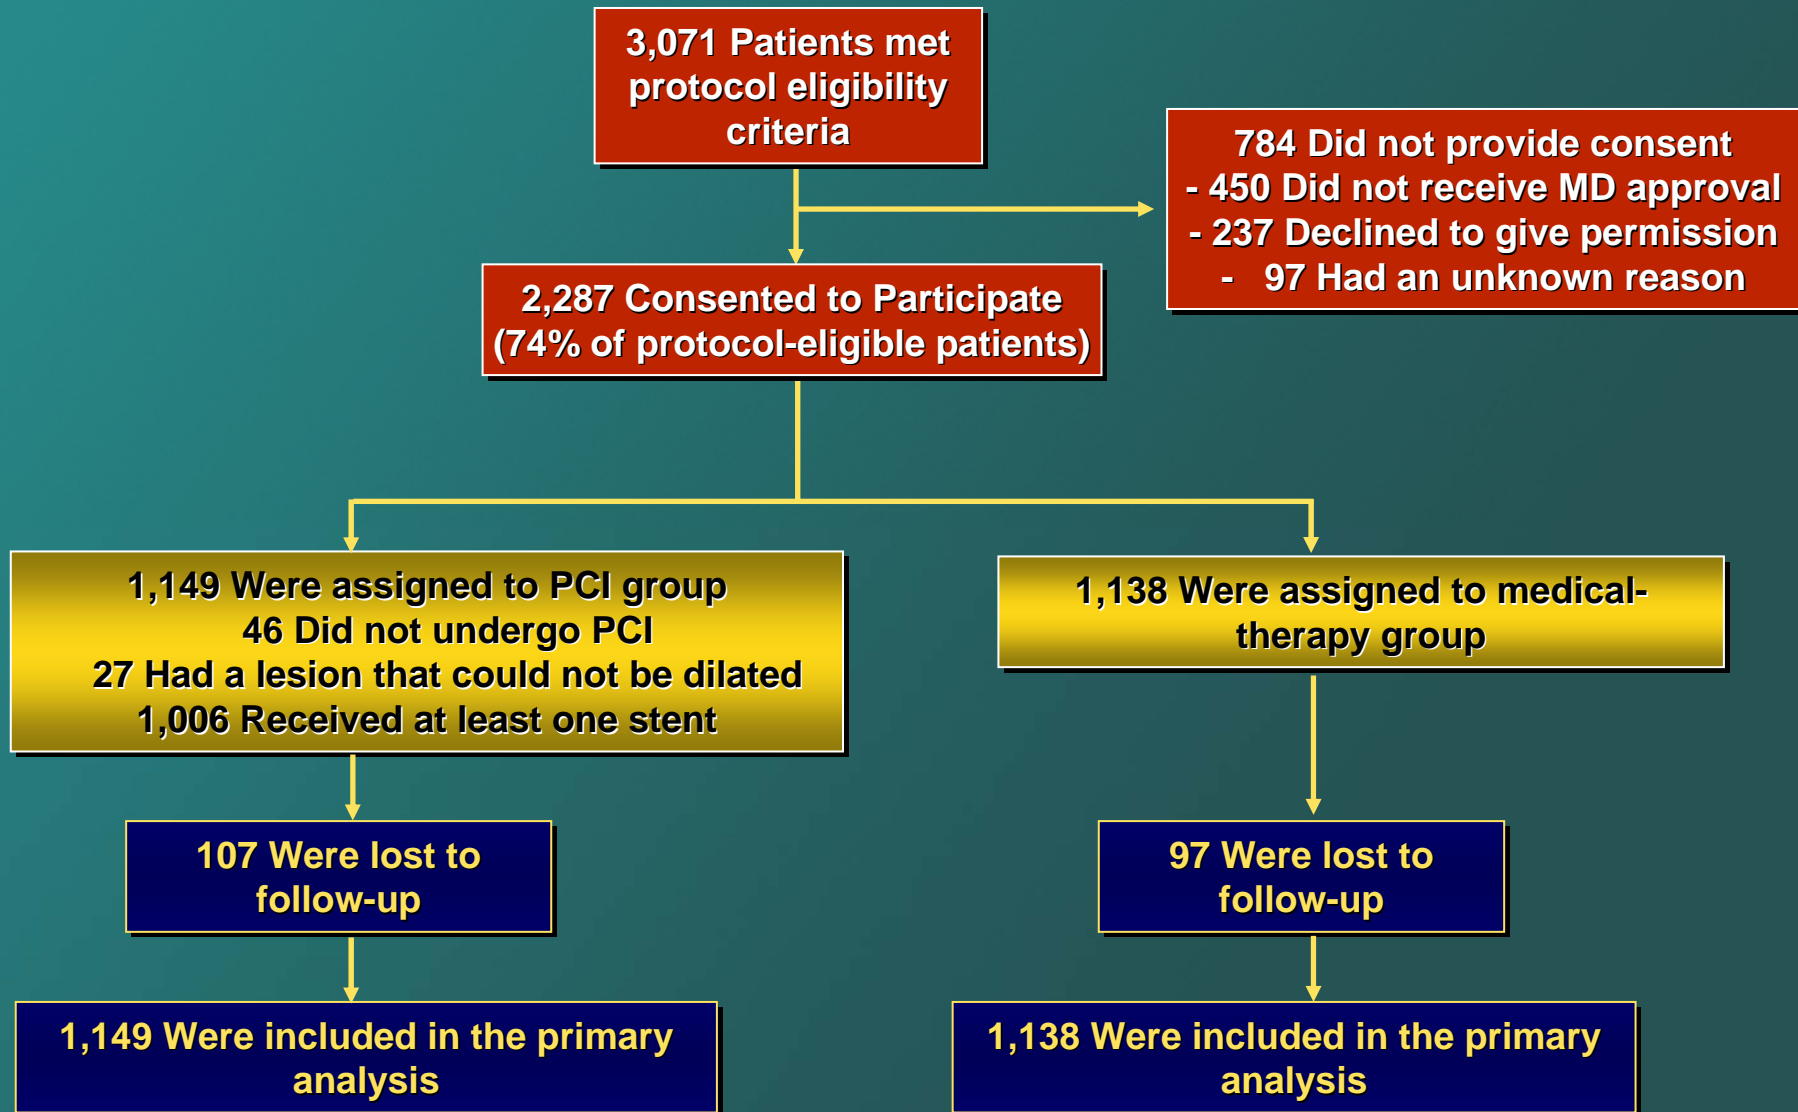 3,071 Patients met
protocol eligibility
criteria
784 Did not provide consent
- 450 Did not receive MD approval
- 237 Declined to give permission
- 97 Had an unknown reason
2,287 Consented to Participate
(74% of protocol-eligible patients)
1,149 Were assigned to PCI group
46 Did not undergo PCI
27 Had a lesion that could not be dilated
1,006 Received at least one stent
1,138 Were assigned to medical-
therapy group
107 Were lost to
follow-up
97 Were lost to
follow-up
1,149 Were included in the primary
analysis
1,138 Were included in the primary
analysis